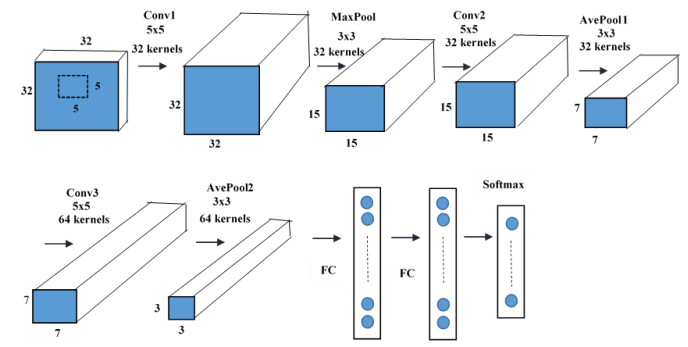 32
32
5
5
Conv1
5x5
32 kernels
32
32
MaxPool
3x3
32 kernels
15
15
Conv2
5x5
32 kernels
15
15
AvePool1
3x3
32 kernels
7
7
Conv3
5x5
64 kernels
7
7
AvePool2
3x3
64 kernels
3
3
FC
FC
Softmax